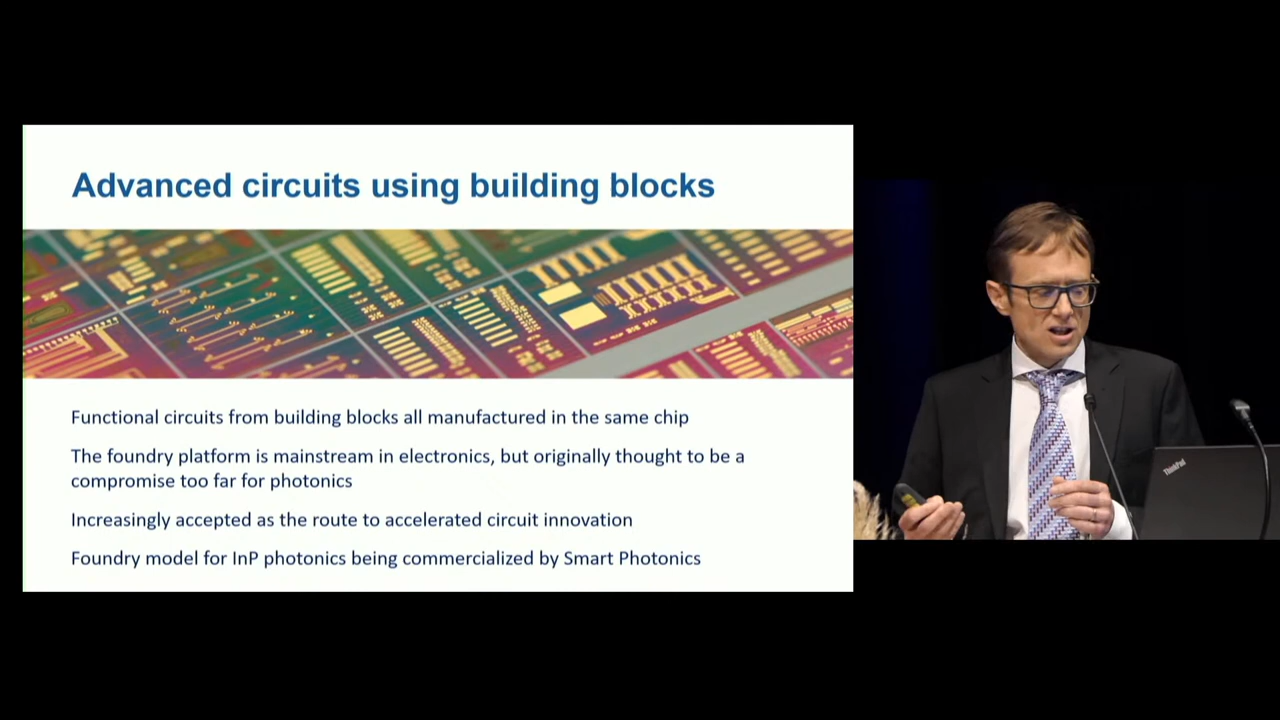 Advanced circuits using building blocks
Functional circuits from building blocks all manufactured in the same chip
The foundry platform is mainstream in electronics, but originally thought to be a
compromise too far for photonics
Increasingly accepted as the route to accelerated circuit innovation
Foundry model for InP photonics being commercialized by Smart Photonics
ThinkPad